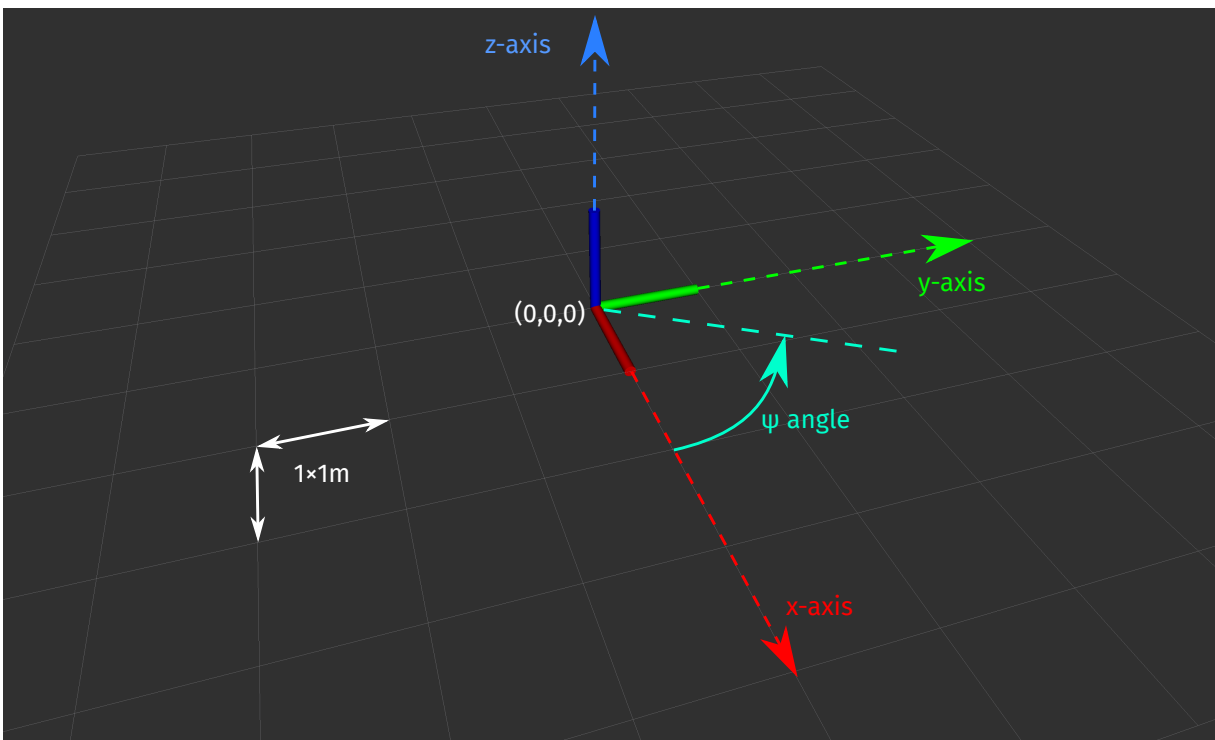 z-axis
y-axis
(0,0,0)
ψ angle
1×1m
x-axis